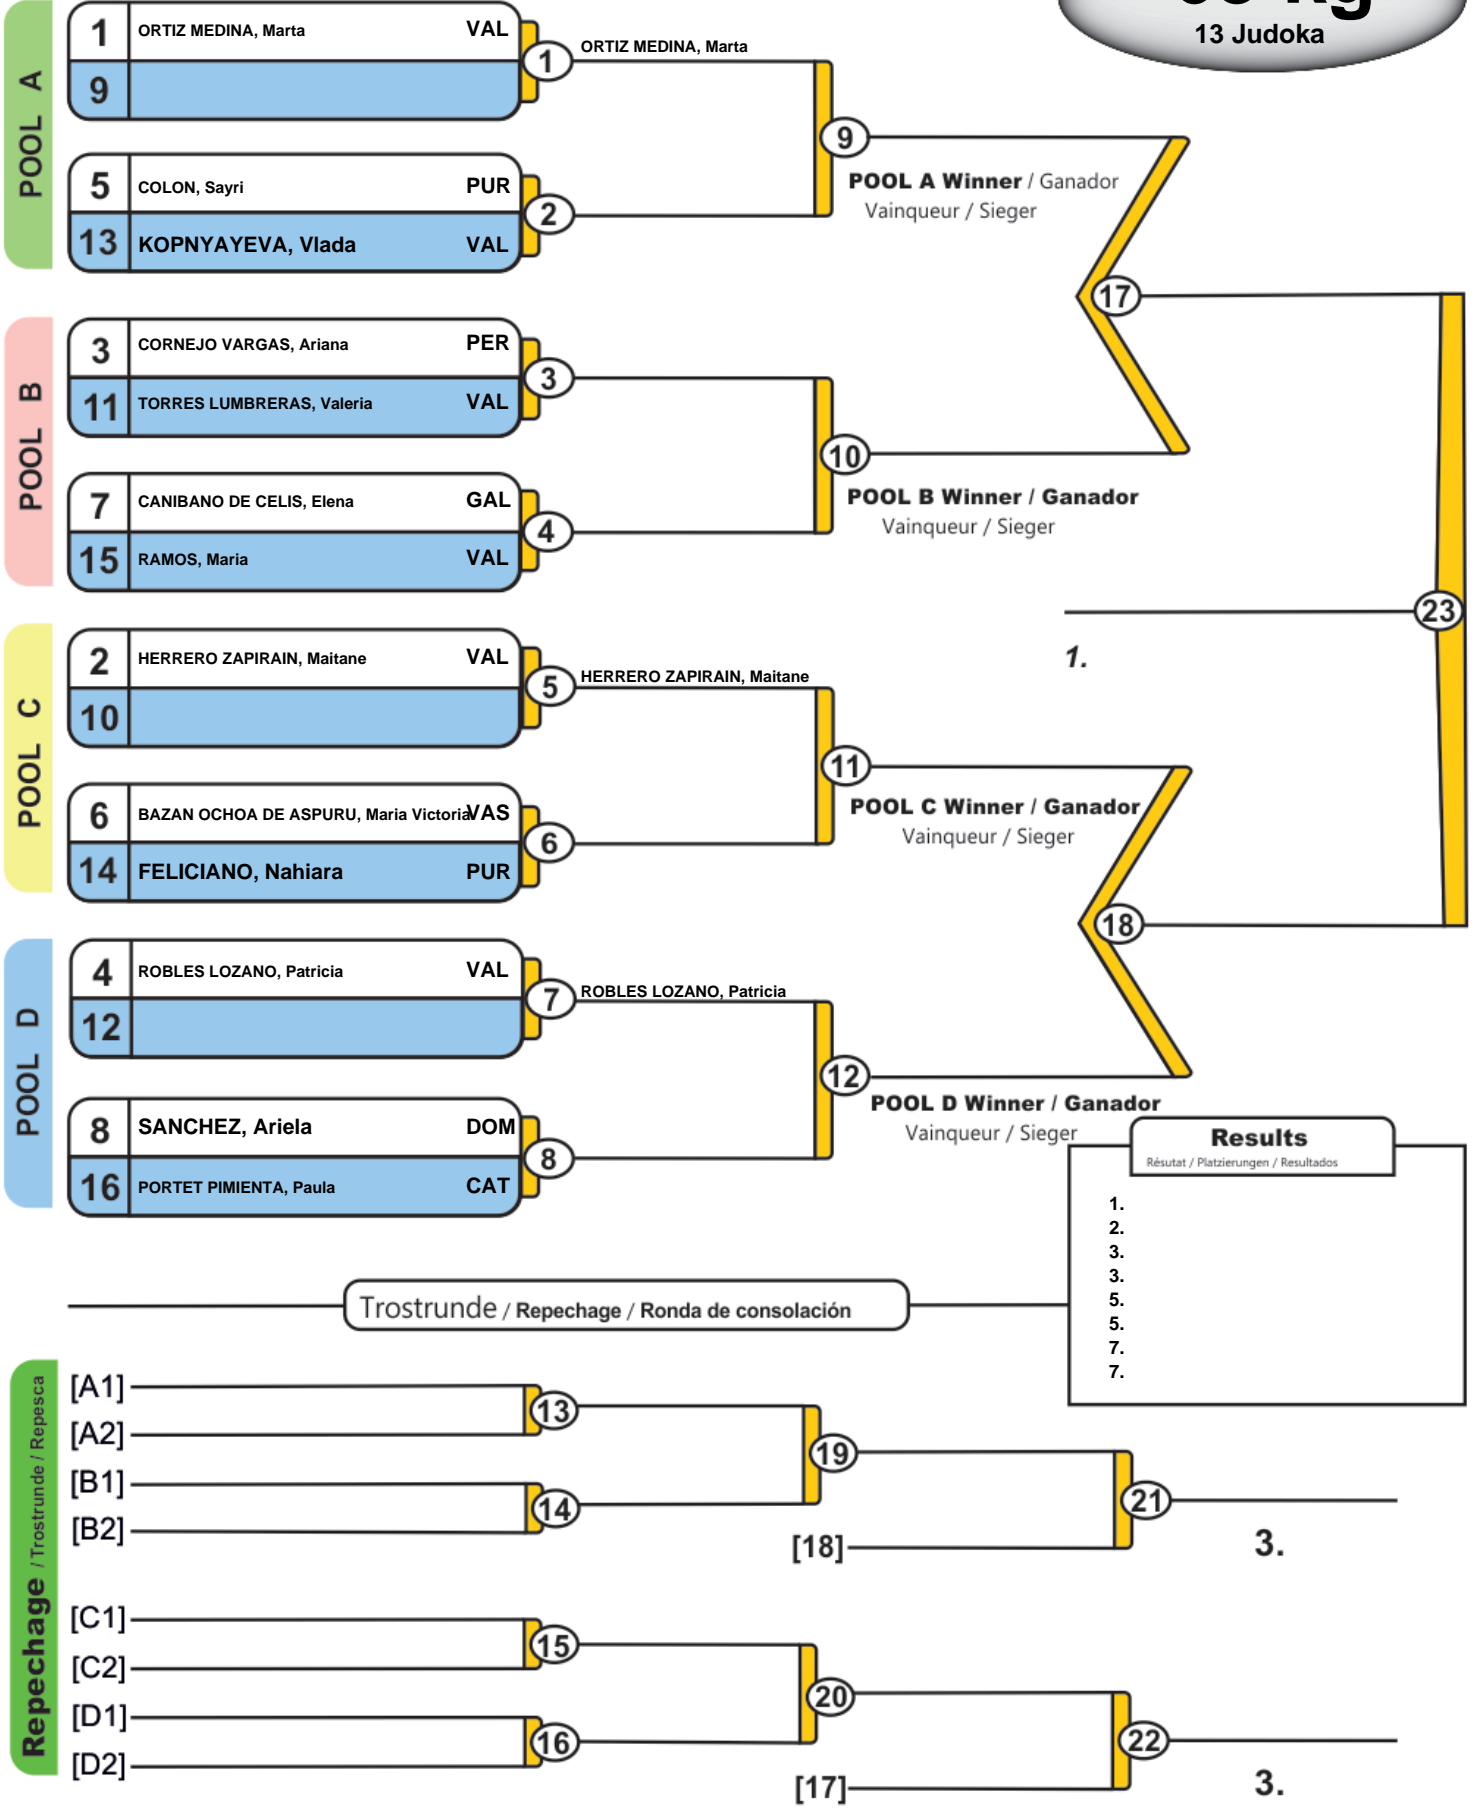 kg
13 Judoka
POOL A
1 ORTIZ MEDINA, Marta VAL
9
1 ORTIZ MEDINA, Marta
5 COLON, Sayri PUR
13 KOPNYAYEVA, Vlada VAL
2
9
POOL A Winner / Ganador
Vainqueur / Sieger
17
POOL B
3 CORNEJO VARGAS, Ariana PER
11 TORRES LUMBRERAS, Valeria VAL
3
7 CANIBANO DE CELIS, Elena GAL
15 RAMOS, Maria VAL
4
10
POOL B Winner / Ganador
Vainqueur / Sieger
23
1.
POOL C
2 HERRERO ZAPIRAIN, Maitane VAL
10
5 HERRERO ZAPIRAIN, Maitane
6 BAZAN OCHOA DE ASPURU, Maria Victoria VAS
14 FELICIANO, Nahiara PUR
6
11
POOL C Winner / Ganador
Vainqueur / Sieger
18
POOL D
4 ROBLES LOZANO, Patricia VAL
12
7 ROBLES LOZANO, Patricia
8 SANCHEZ, Ariela DOM
16 PORTET PIMIENTA, Paula CAT
8
12
POOL D Winner / Ganador
Vainqueur / Sieger
Results
Résutat / Platzierungen / Resultados
1.
2.
3.
3.
5.
5.
7.
7.
Trostrunde / Repechage / Ronda de consolación
Repechage / Trostrunde / Repesca
[A1]
[A2]
13
[B1]
[B2]
14
19
[18]
21
3.
[C1]
[C2]
15
[D1]
[D2]
16
20
[17]
22
3.